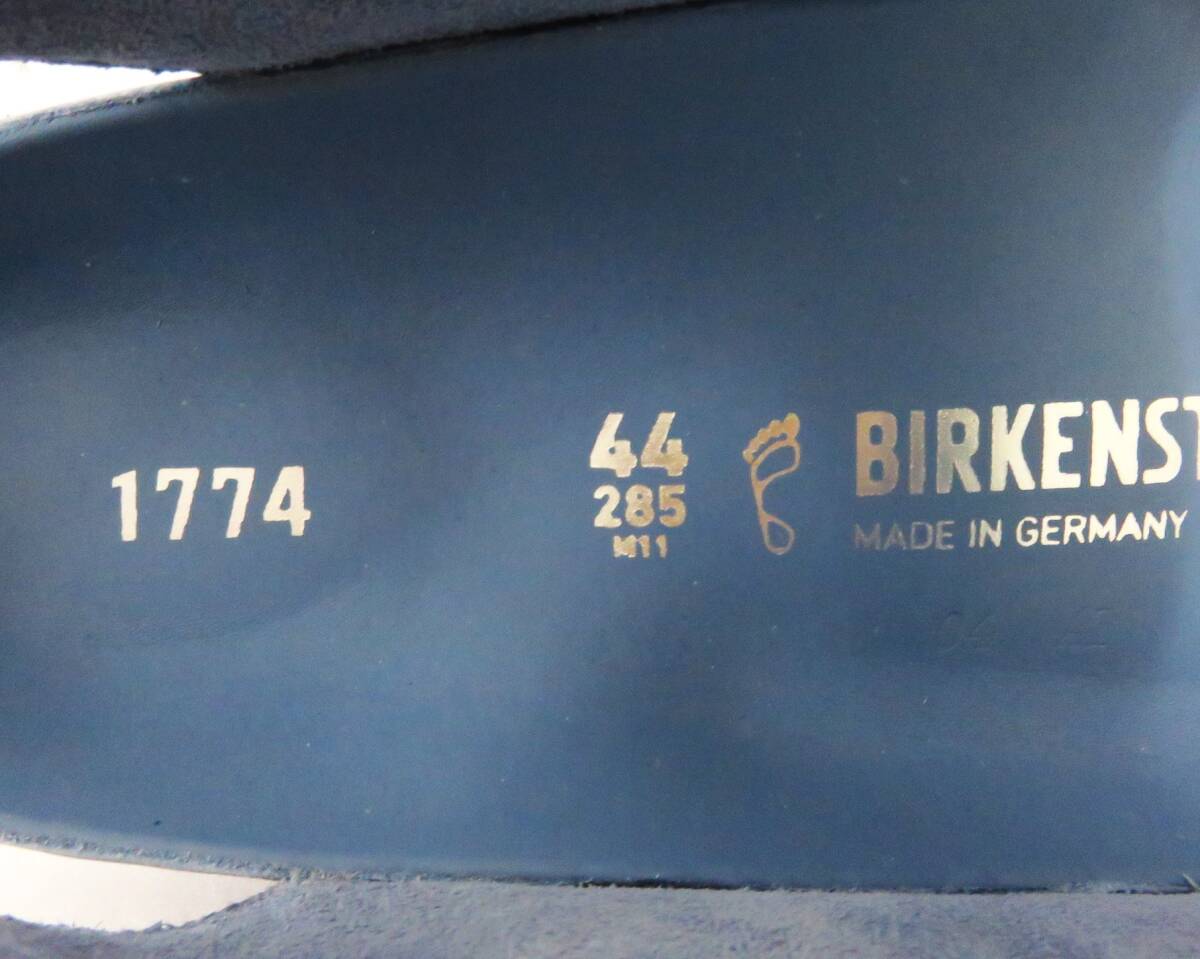 1774
44
285
M11
BIRKENST
MADE IN GERMANY